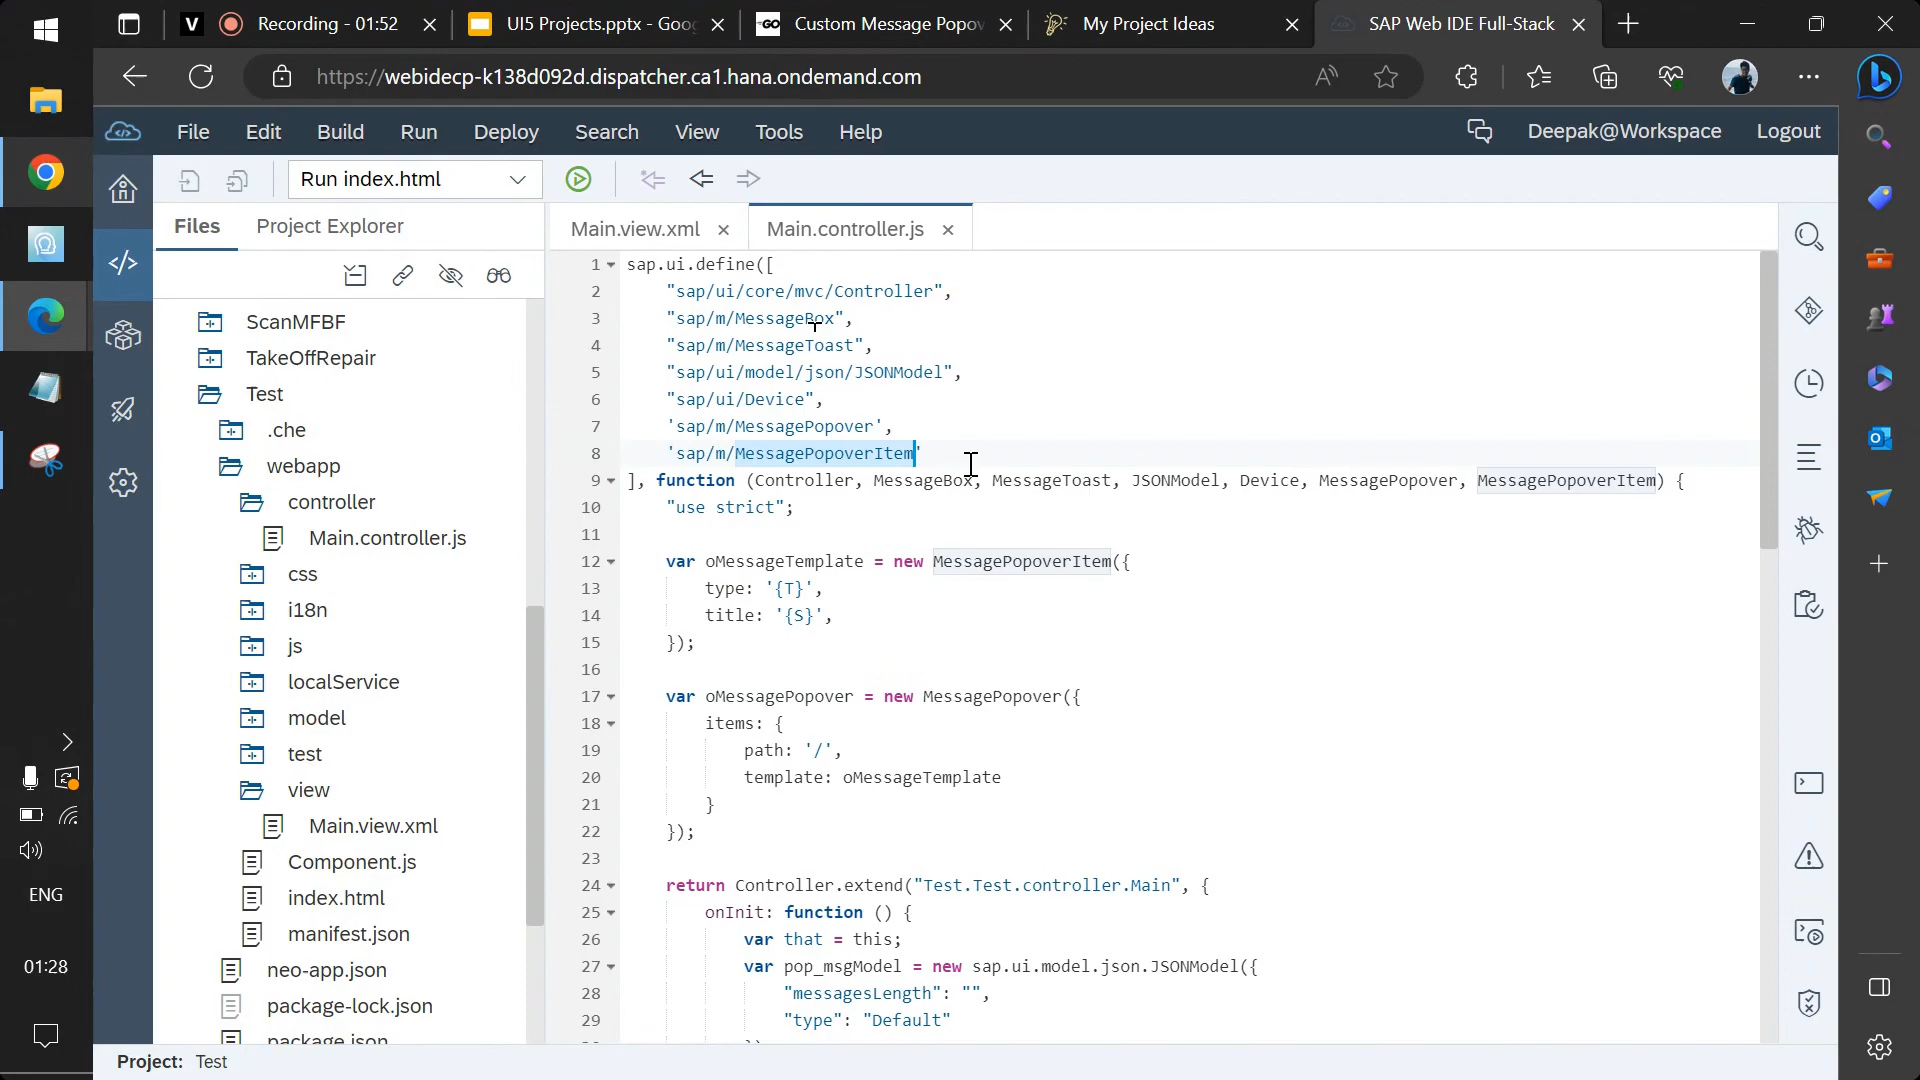 Recording - 01:52
UI5 Projects.pptx - Goo
Custom Message Popov
My Project Ideas
SAP Web IDE Full-Stack
https://webidecp-k138d092d.dispatcher.ca1.hana.ondemand.com
File Edit Build Run Deploy Search View Tools Help
Deepak@Workspace Logout
Run index.html
Files Project Explorer
Main.view.xml
Main.controller.js
ScanMFBF
TakeOffRepair
Test
.che
webapp
controller
Main.controller.js
css
i18n
js
localService
model
test
view
Main.view.xml
Component.js
index.html
manifest.json
neo-app.json
package-lock.json
package.json
1 sap.ui.define([
2 "sap/ui/core/mvc/Controller",
3 "sap/m/MessageBox",
4 "sap/m/MessageToast",
5 "sap/ui/model/json/JSONModel",
6 "sap/ui/Device",
7 'sap/m/MessagePopover',
8 'sap/m/MessagePopoverItem'
9 ], function (Controller, MessageBox, MessageToast, JSONModel, Device, MessagePopover, MessagePopoverItem) {
10 "use strict";
11
12 var oMessageTemplate = new MessagePopoverItem({
13 type: '{T}',
14 title: '{S}',
15 });
16
17 var oMessagePopover = new MessagePopover({
18 items: {
19 path: '/',
20 template: oMessageTemplate
21 }
22 });
23
24 return Controller.extend("Test.Test.controller.Main", {
25 onInit: function () {
26 var that = this;
27 var pop_msgModel = new sap.ui.model.json.JSONModel({
28 "messagesLength": "",
29 "type": "Default"
ENG
01:28
Project: Test